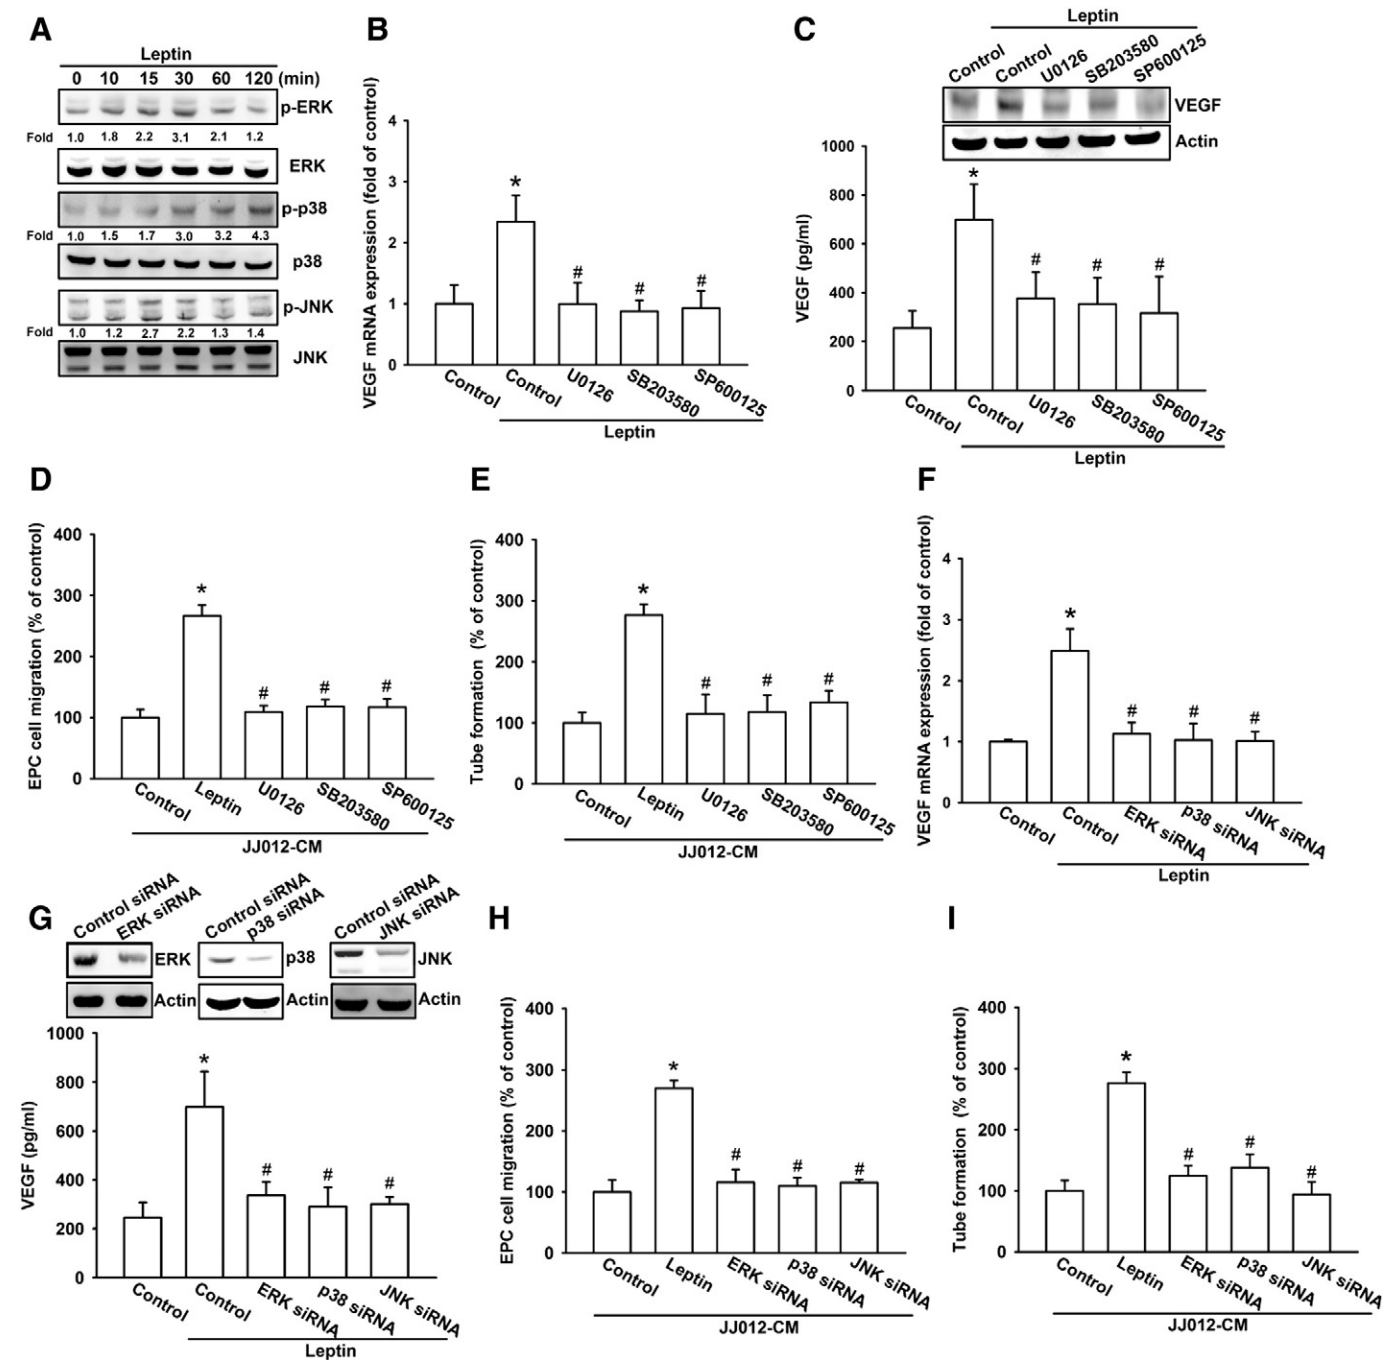 A
Leptin
0 10 15 30 60 120 (min)
p-ERK
Fold 1.0 1.8 2.2 3.1 2.1 1.2
ERK
p-p38
Fold 1.0 1.5 1.7 3.0 3.2 4.3
p38
p-JNK
Fold 1.0 1.2 2.7 2.2 1.3 1.4
JNK
B
VEGF mRNA expression (fold of control)
4
3
2
1
0
*
#
#
#
Control
Control
U0126
SB203580
SP600125
Leptin
C
Leptin
Control
Control
U0126
SB203580
SP600125
VEGF
Actin
VEGF (pg/ml)
1000
800
600
400
200
0
*
#
#
#
Control
Control
U0126
SB203580
SP600125
Leptin
D
EPC cell migration (% of control)
400
300
200
100
0
*
#
#
#
Control
Leptin
U0126
SB203580
SP600125
JJ012-CM
E
Tube formation (% of control)
400
300
200
100
0
*
#
#
#
Control
Leptin
U0126
SB203580
SP600125
JJ012-CM
F
VEGF mRNA expression (fold of control)
4
3
2
1
0
*
#
#
#
Control
Control
ERK siRNA
p38 siRNA
JNK siRNA
Leptin
G
Control siRNA
ERK siRNA
ERK
Actin
Control siRNA
p38 siRNA
p38
Actin
Control siRNA
JNK siRNA
JNK
Actin
VEGF (pg/ml)
1000
800
600
400
200
0
*
#
#
#
Control
Control
ERK siRNA
p38 siRNA
JNK siRNA
Leptin
H
EPC cell migration (% of control)
400
300
200
100
0
*
#
#
#
Control
Leptin
ERK siRNA
p38 siRNA
JNK siRNA
JJ012-CM
I
Tube formation (% of control)
400
300
200
100
0
*
#
#
#
Control
Leptin
ERK siRNA
p38 siRNA
JNK siRNA
JJ012-CM